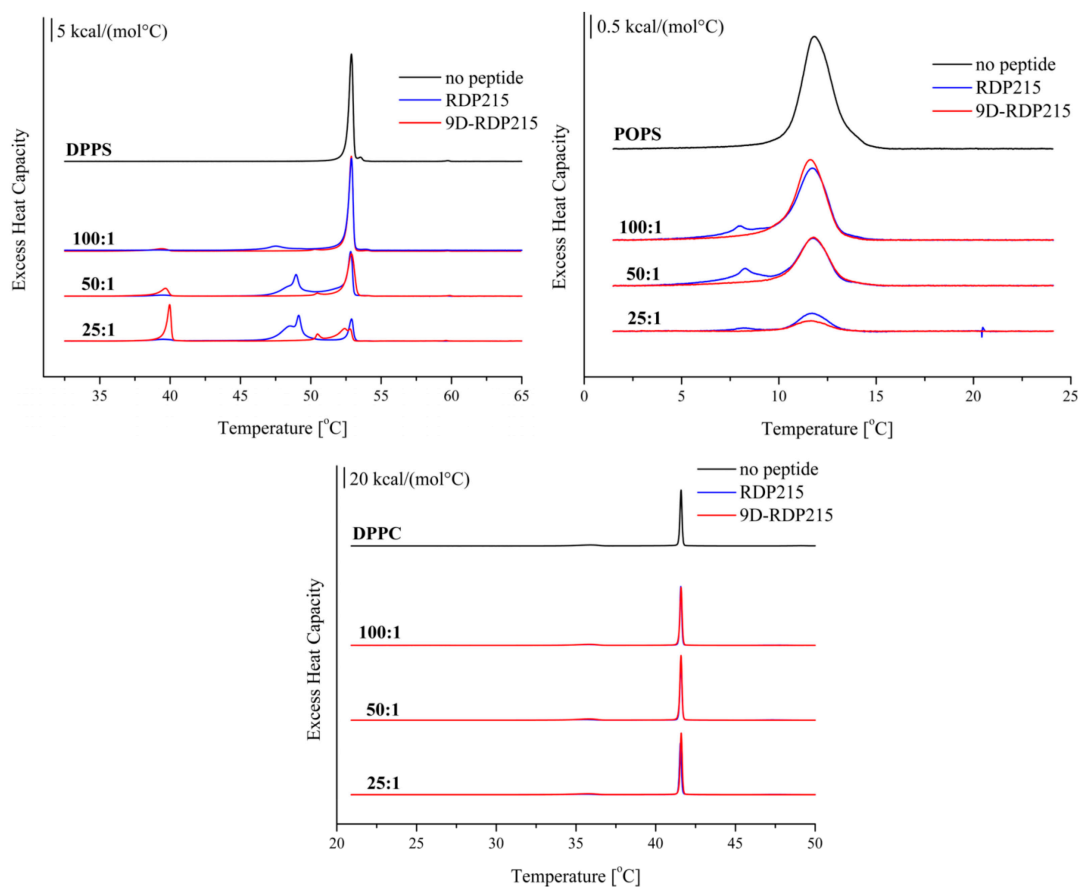 5 kcal/(mol°C)
no peptide
RDP215
9D-RDP215
DPPS
100:1
50:1
25:1
Excess Heat Capacity
35 40 45 50 55 60 65
Temperature [°C]
0.5 kcal/(mol°C)
no peptide
RDP215
9D-RDP215
POPS
100:1
50:1
25:1
Excess Heat Capacity
0 5 10 15 20 25
Temperature [°C]
20 kcal/(mol°C)
no peptide
RDP215
9D-RDP215
DPPC
100:1
50:1
25:1
Excess Heat Capacity
20 25 30 35 40 45 50
Temperature [°C]